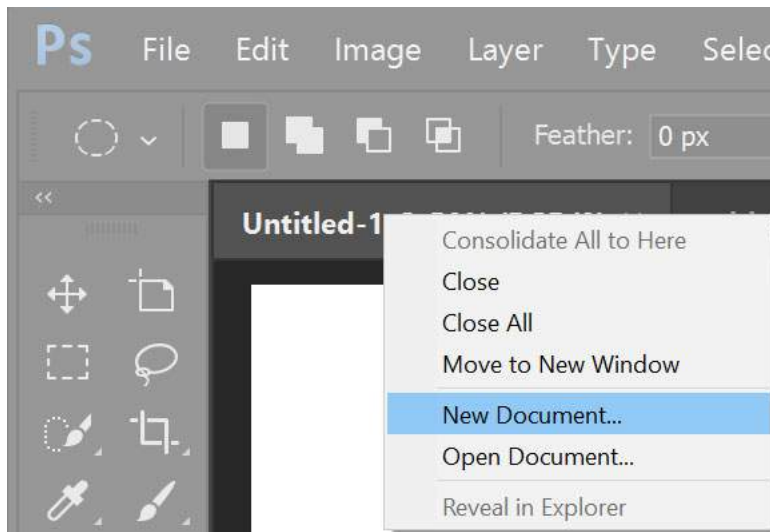 Ps File Edit Image Layer Type Selec
Feather: 0 px
Untitled-1
Consolidate All to Here
Close
Close All
Move to New Window
New Document...
Open Document...
Reveal in Explorer